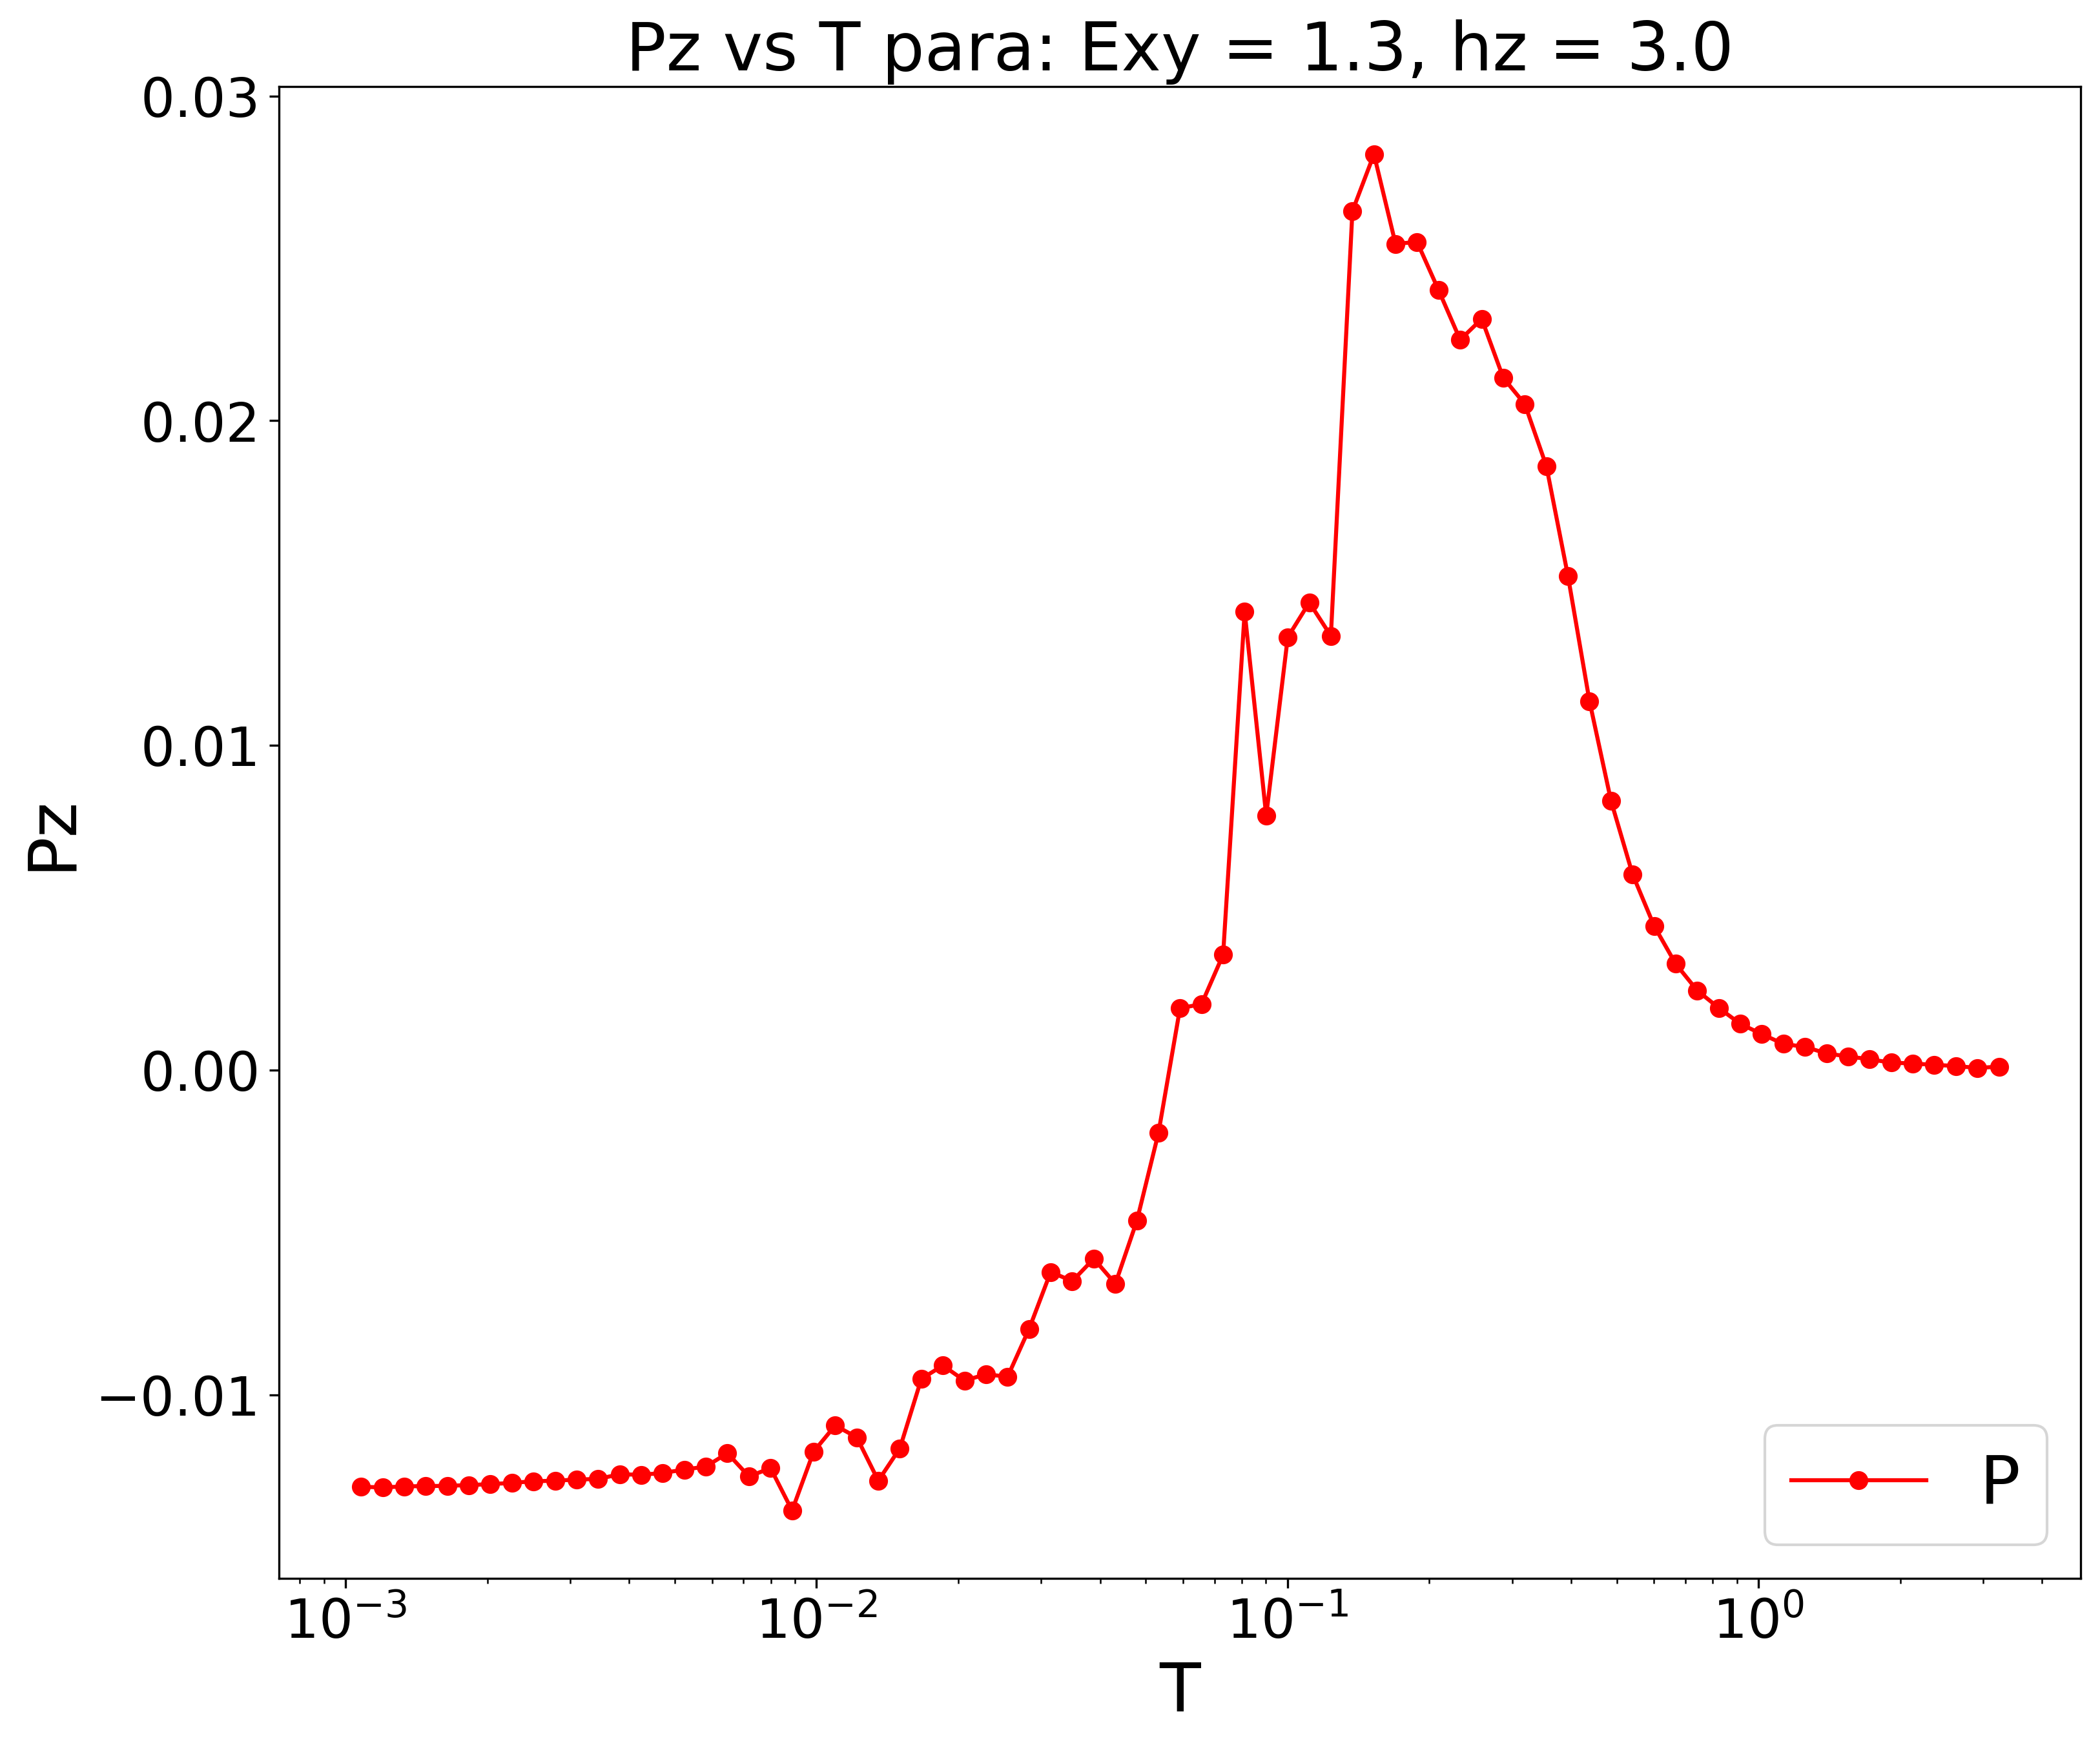 Pz vs T para: Exy = 1.3, hz = 3.0
0.03
0.02
0.01
0.00
−0.01
Pz
P
10⁻³ 10⁻² 10⁻¹ 10⁰
T